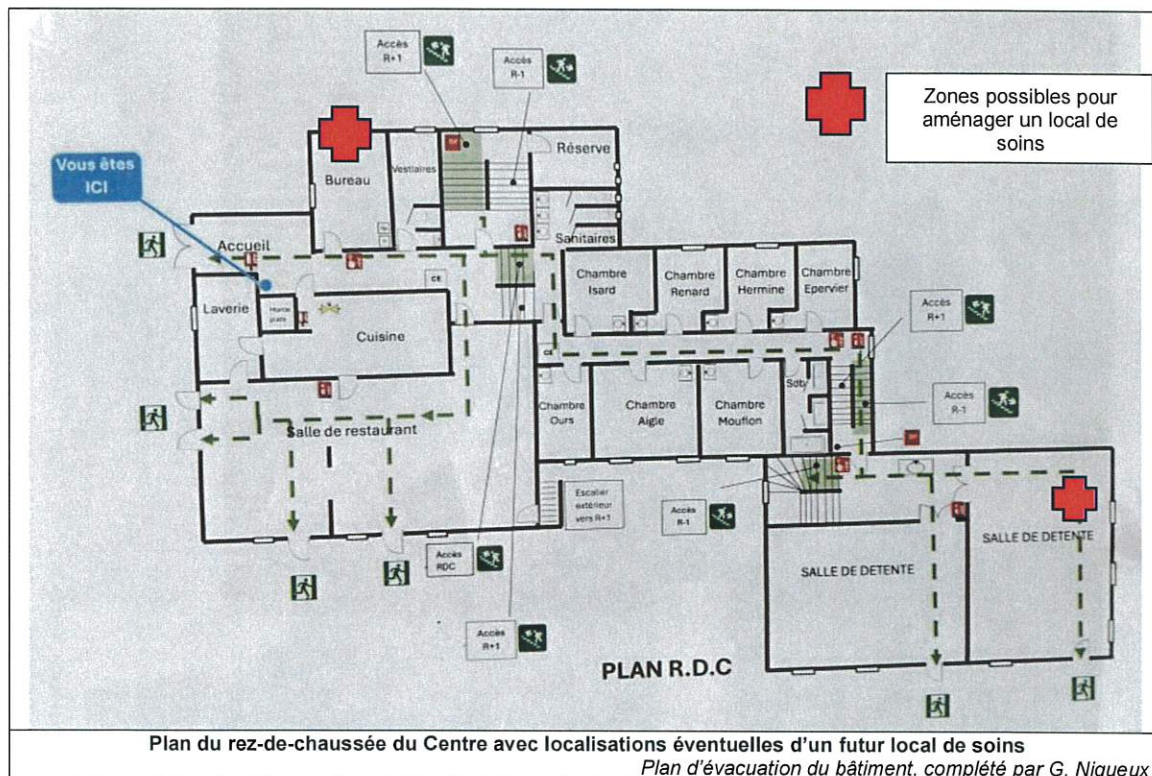 Accès
R+1
Accès
R-1
Zones possibles pour
aménager un local de
soins
Vous êtes
ICI
Bureau
Vestiaires
Réserve
Accueil
Sanitaires
CE
Laverie
Cuisine
Chambre
Isard
Chambre
Renard
Chambre
Hermine
Chambre
Epervier
Accès
R+1
CE
Salle de restaurant
Chambre
Ours
Chambre
Aigle
Chambre
Mouflon
Sdb
Accès
R-1
Escalier
extérieur
vers R+1
Accès
R-1
SALLE DE DETENTE
SALLE DE DETENTE
Accès
RDC
Accès
R+1
PLAN R.D.C
Plan du rez-de-chaussée du Centre avec localisations éventuelles d'un futur local de soins
Plan d'évacuation du bâtiment, complété par G. Niqueux